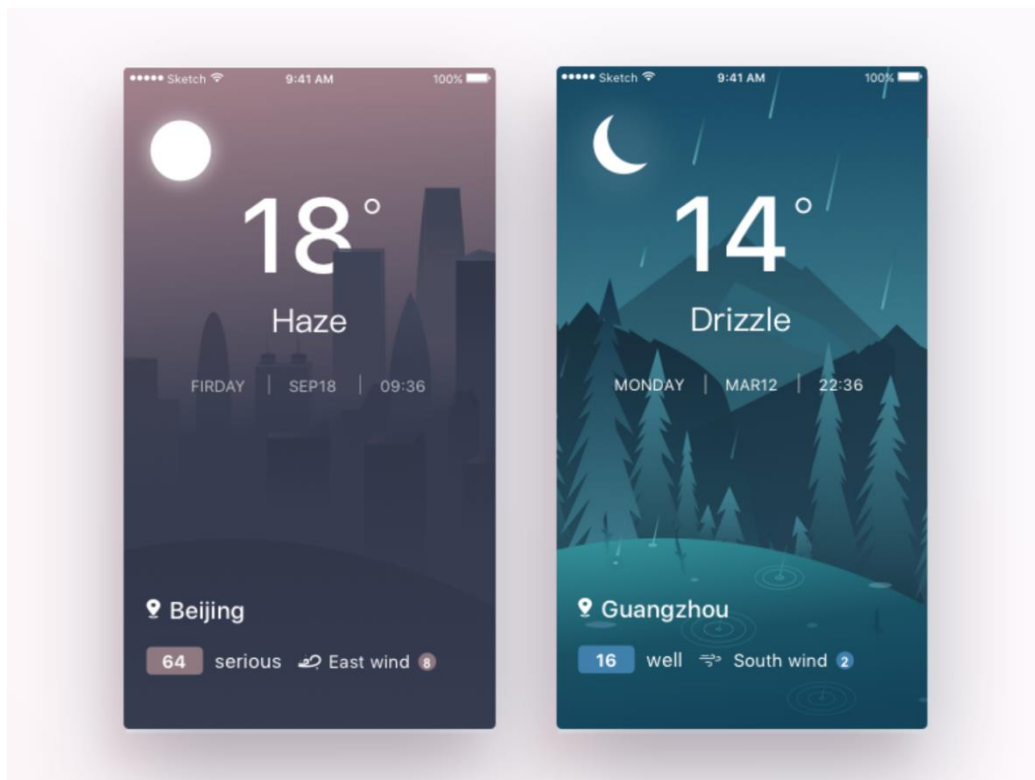 Sketch 9:41 AM 100%
18°
Haze
FIRDAY | SEP18 | 09:36
Beijing
64 serious East wind 8
Sketch 9:41 AM 100%
14°
Drizzle
MONDAY | MAR12 | 22:36
Guangzhou
16 well South wind 2